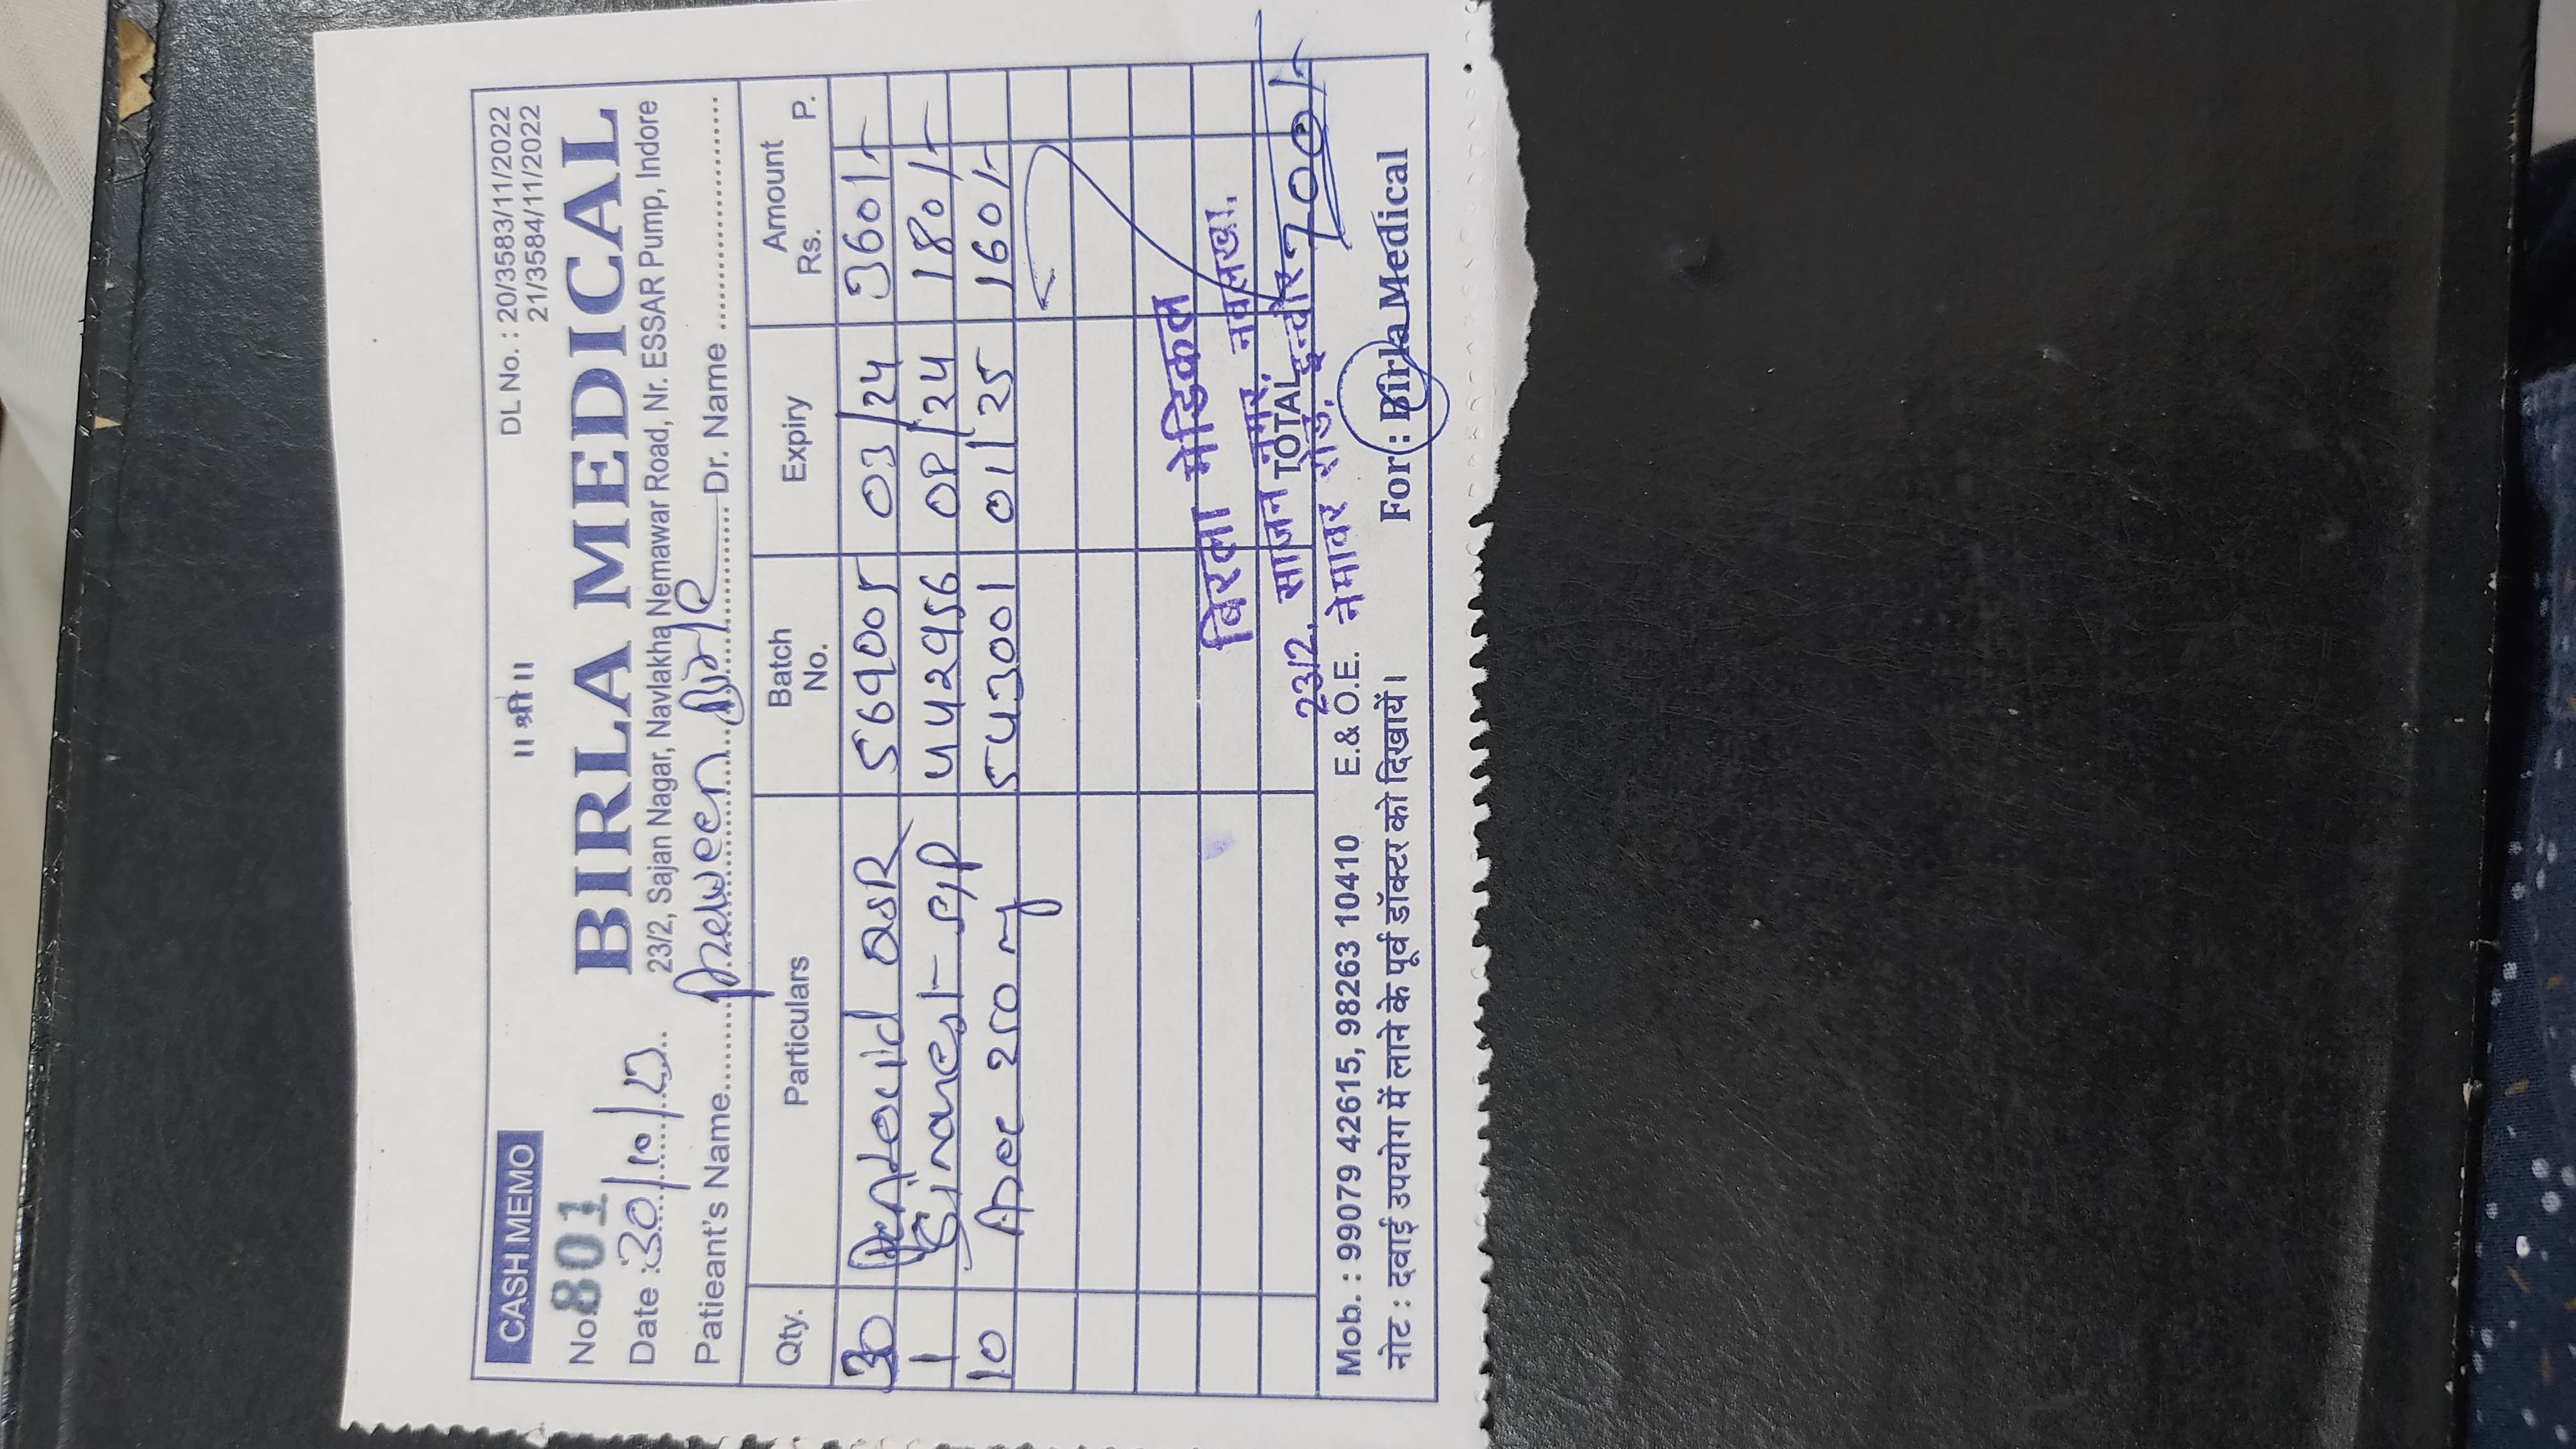 CASH MEMO
|| श्री ||
DL No. : 20/3583/11/2022
21/3584/11/2022
No. 801
BIRLA MEDICAL
Date : 30/10/23
23/2, Sajan Nagar, Navlakha Nemawar Road, Nr. ESSAR Pump, Indore
Patieant's Name Praween Birla Dr. Name
Qty. Particulars Batch No. Expiry Amount Rs. P.
30 Pentocid DSR 569005 03/24 360/-
1 Sinarest S/P 442956 08/24 180/-
10 250 mg 543001 01/25 160/-
बिरला मेडिकल
23/2, साजन नगर, नवलखा,
नेमावर रोड, इन्दौर
TOTAL 700/-
Mob. : 99079 42615, 98263 10410 E.& O.E.
नोट : दवाई उपयोग में लाने के पूर्व डॉक्टर को दिखायें।
For : Birla Medical